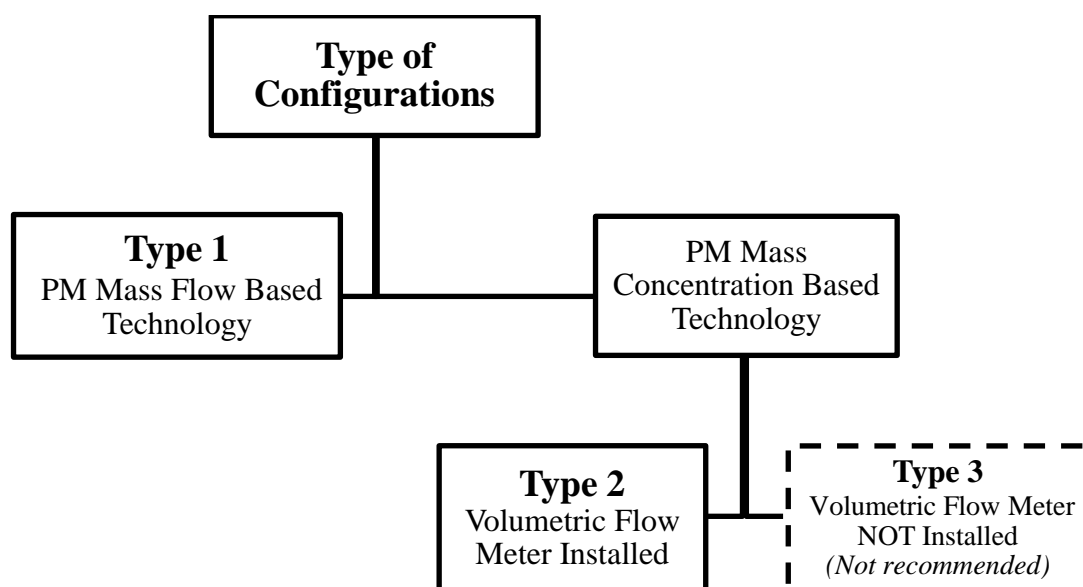 Type of
Configurations
Type 1
PM Mass Flow Based
Technology
PM Mass
Concentration Based
Technology
Type 2
Volumetric Flow
Meter Installed
Type 3
Volumetric Flow Meter
NOT Installed
(Not recommended)